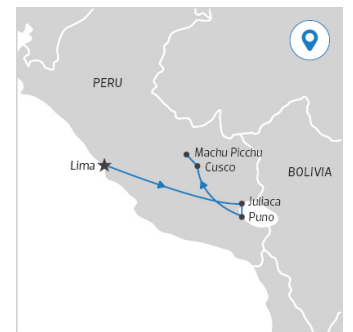 PERU
Machu Picchu
Lima
Cusco
BOLIVIA
Juliaca
Puno